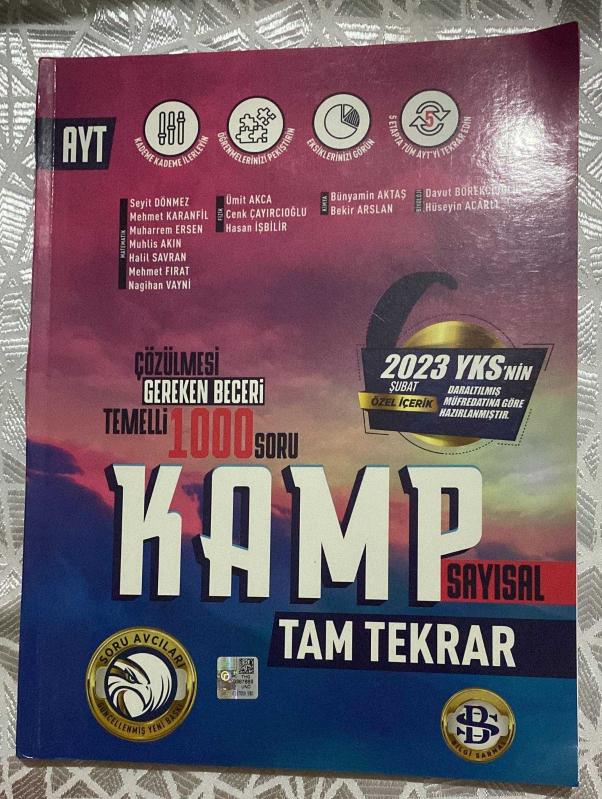 AYT
KADEME KADEME İLERLEYİN
ÖĞRENMELERİNİZİ PEKİŞTİRİN
EKSİKLERİNİZİ GÖRÜN
5
5 ETAPTA TÜM AYT'Yİ TEKRAR EDİN
MATEMATİK
Seyit DÖNMEZ
Mehmet KARANFİL
Muharrem ERSEN
Muhlis AKIN
Halil SAVRAN
Mehmet FIRAT
Nagihan VAYNİ
FİZİK
Ümit AKCA
Cenk ÇAYIRCIOĞLU
Hasan İŞBİLİR
KİMYA
Bünyamin AKTAŞ
Bekir ARSLAN
BİYOLOJİ
Davut BÖREKÇİOĞLU
Hüseyin ACARLI
ÇÖZÜLMESİ
GEREKEN BECERİ
TEMELLİ 1000 SORU
2023 YKS'NİN
ŞUBAT
ÖZEL İÇERİK
DARALTILMIŞ
MÜFREDATINA GÖRE
HAZIRLANMIŞTIR.
KAMP
SAYISAL
TAM TEKRAR
SORU AVCILARI
GÜNCELLENMİŞ YENİ BASKI
BS
BİLGİ SARMAL